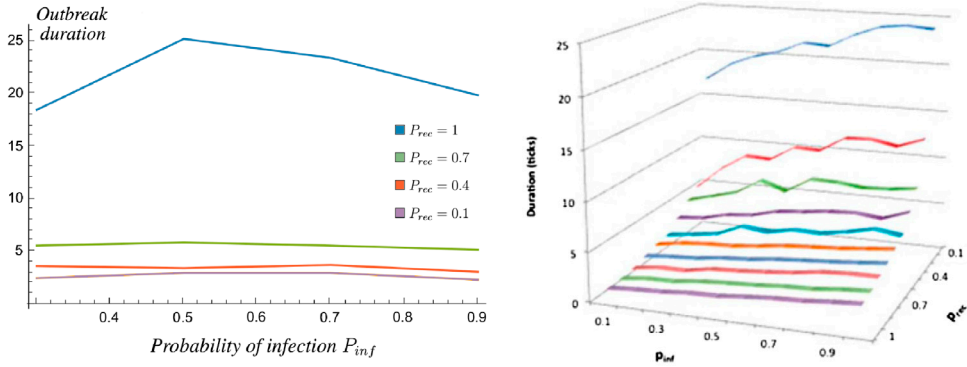 Outbreak
duration
25
20
15
10
5
P_rec = 1
P_rec = 0.7
P_rec = 0.4
P_rec = 0.1
0.4 0.5 0.6 0.7 0.8 0.9
Probability of infection P_inf
25
20
15
10
5
0
Duration (ticks)
0.1 0.3 0.5 0.7 0.9
p_inf
0.1
0.4
0.7
1
p_rec